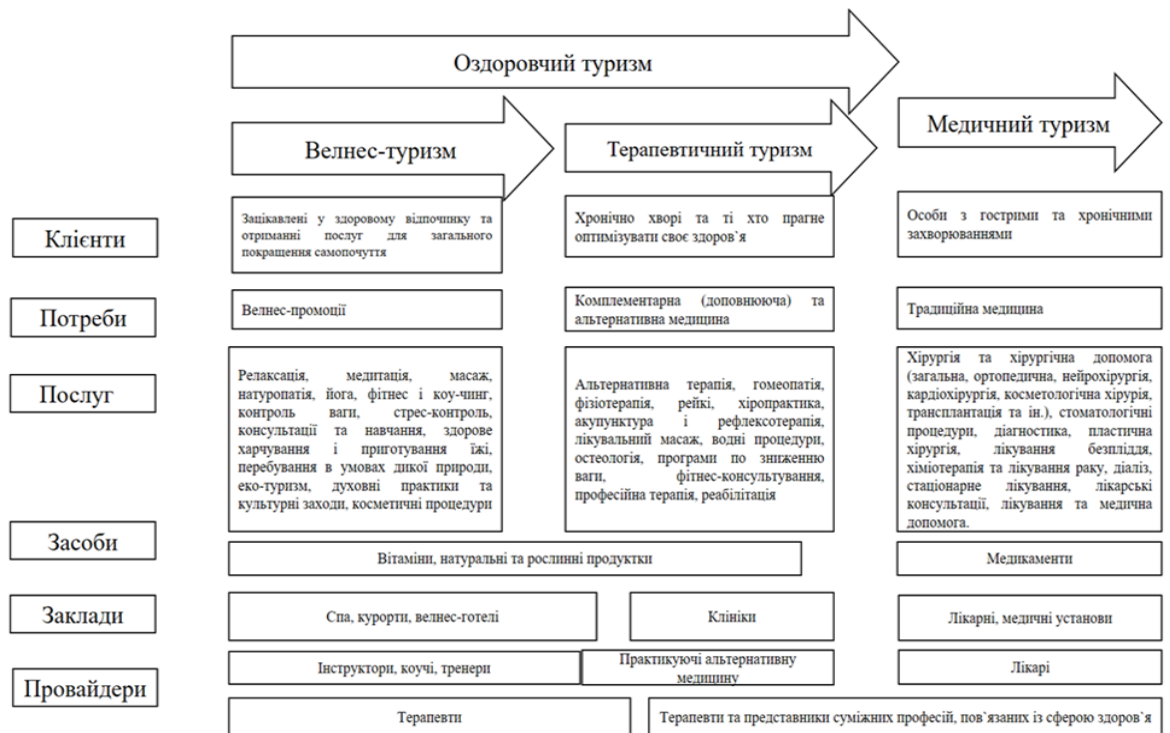 Оздоровчий туризм
Медичний туризм
Велнес-туризм
Терапевтичний туризм
Клієнти
Зацікавлені у здоровому відпочинку та
отриманні послуг для загального
покращення самопочуття
Хронічно хворі та ті хто прагне
оптимізувати своє здоров`я
Особи з гострими та хронічними
захворюваннями
Потреби
Велнес-промоції
Комплементарна (доповнююча) та
альтернативна медицина
Традиційна медицина
Послуг
Релаксація, медитація, масаж,
натуропатія, йога, фітнес і коу-чинг,
контроль ваги, стрес-контроль,
консультації та навчання, здорове
харчування і приготування їжі,
перебування в умовах дикої природи,
еко-туризм, духовні практики та
культурні заходи, косметичні процедури
Альтернативна терапія, гомеопатія,
фізіотерапія, рейкі, хіропрактика,
акупунктура і рефлексотерапія,
лікувальний масаж, водні процедури,
остеологія, програми по зниженню
ваги, фітнес-консультування,
професійна терапія, реабілітація
Хірургія та хірургічна допомога
(загальна, ортопедична, нейрохірургія,
кардіохірургія, косметологічна хірурія,
трансплантація та ін.), стоматологічні
процедури, діагностика, пластична
хірургія, лікування безпліддя,
хіміотерапія та лікування раку, діаліз,
стаціонарне лікування, лікарські
консультації, лікування та медична
допомога.
Засоби
Вітаміни, натуральні та рослинні продуктки
Медикаменти
Заклади
Спа, курорти, велнес-готелі
Клініки
Лікарні, медичні установи
Провайдери
Інструктори, коучі, тренери
Практикуючі альтернативну
медицину
Лікарі
Терапевти
Терапевти та представники суміжних професій, пов`язаних із сферою здоров`я